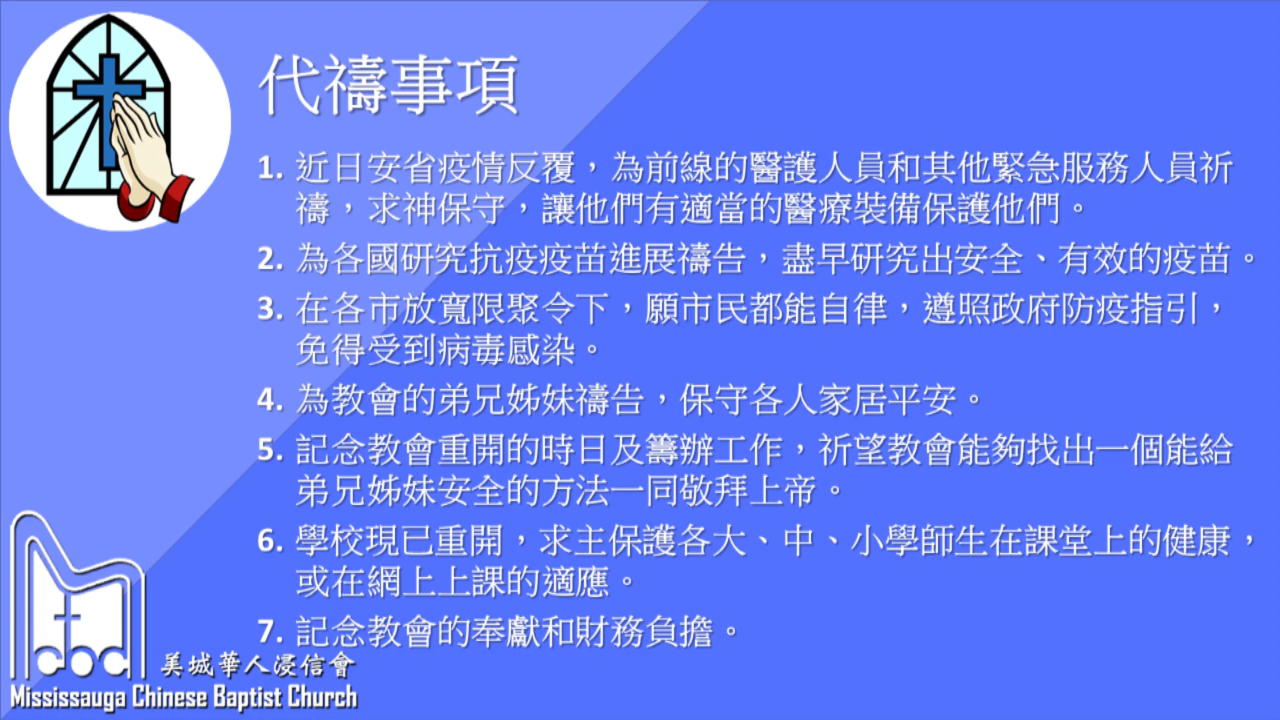 代禱事項
1. 近日安省疫情反覆，為前線的醫護人員和其他緊急服務人員祈
禱，求神保守，讓他們有適當的醫療裝備保護他們。
2. 為各國研究抗疫疫苗進展禱告，盡早研究出安全、有效的疫苗。
3. 在各市放寬限聚令下，願市民都能自律，遵照政府防疫指引，
免得受到病毒感染。
4. 為教會的弟兄姊妹禱告，保守各人家居平安。
5. 記念教會重開的時日及籌辦工作，祈望教會能夠找出一個能給
弟兄姊妹安全的方法一同敬拜上帝。
6. 學校現已重開，求主保護各大、中、小學師生在課堂上的健康，
或在網上上課的適應。
7. 記念教會的奉獻和財務負擔。
美城華人浸信會
Mississauga Chinese Baptist Church